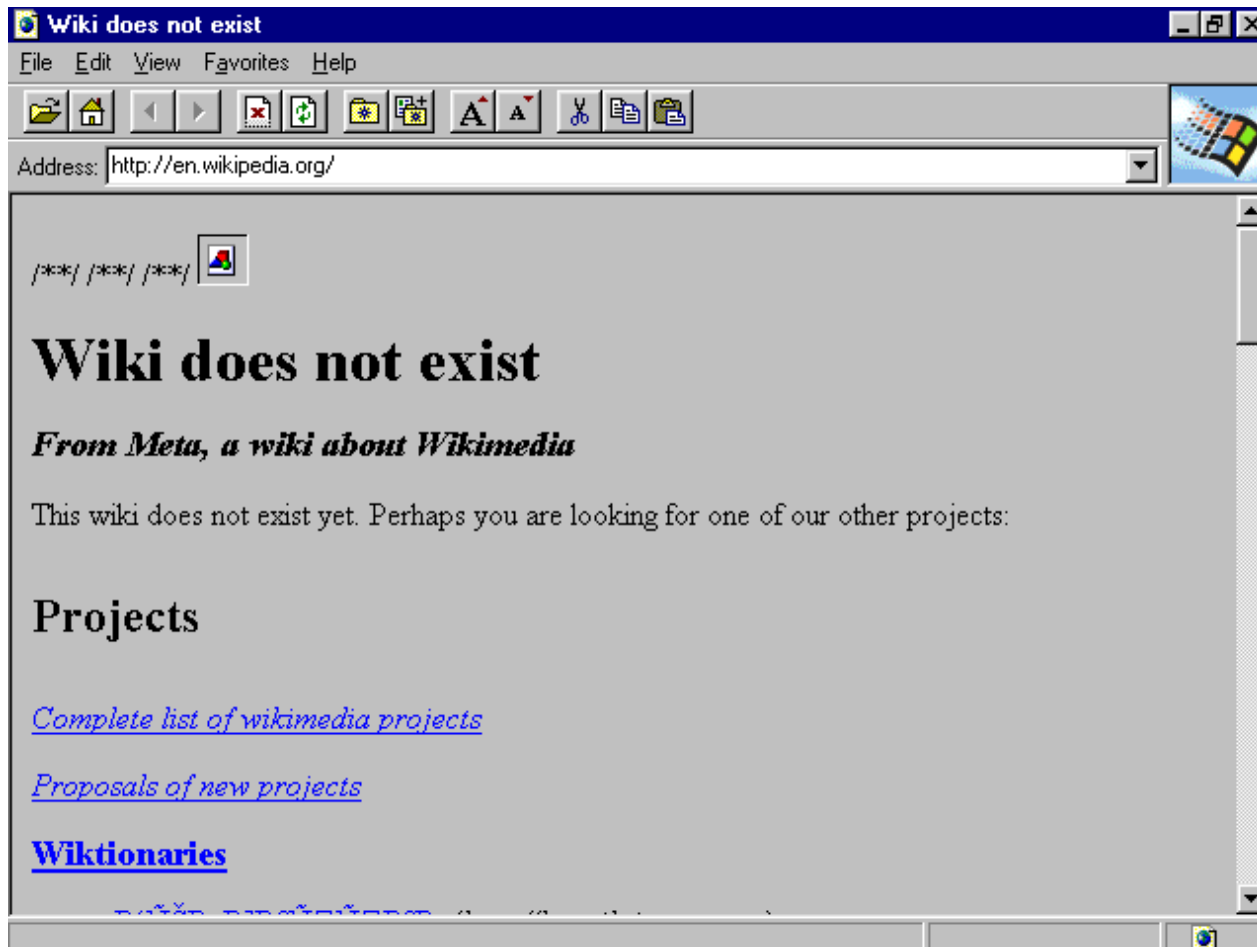 Wiki does not exist
File Edit View Favorites Help
Address: http://en.wikipedia.org/
/**/ /**/ /**/
Wiki does not exist
From Meta, a wiki about Wikimedia
This wiki does not exist yet. Perhaps you are looking for one of our other projects:
Projects
Complete list of wikimedia projects
Proposals of new projects
Wiktionaries